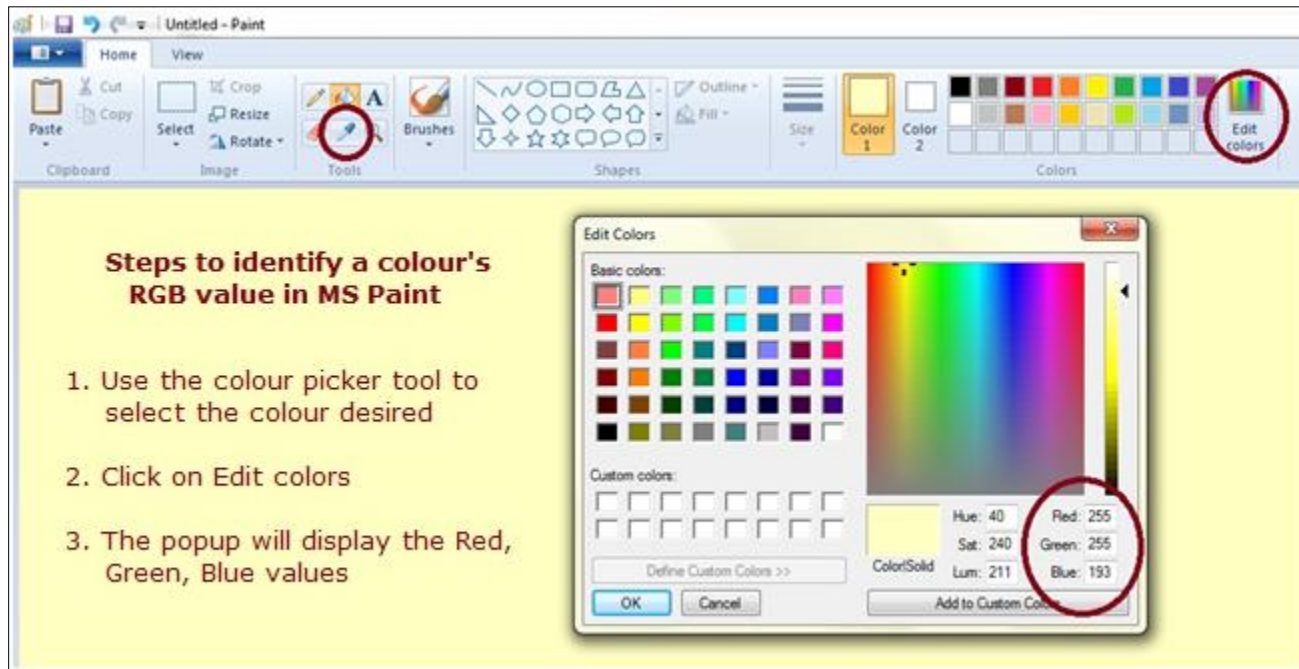 Untitled - Paint
Home View
Cut
Copy
Paste
Clipboard
Crop
Resize
Rotate
Select
Image
A
Tools
Brushes
Outline
Fill
Shapes
Size
Color 1
Color 2
Colors
Edit colors
Steps to identify a colour's
RGB value in MS Paint
1. Use the colour picker tool to
select the colour desired
2. Click on Edit colors
3. The popup will display the Red,
Green, Blue values
Edit Colors
Basic colors:
Custom colors:
Define Custom Colors >>
OK Cancel
Color|Solid
Hue: 40 Red: 255
Sat: 240 Green: 255
Lum: 211 Blue: 193
Add to Custom Colors